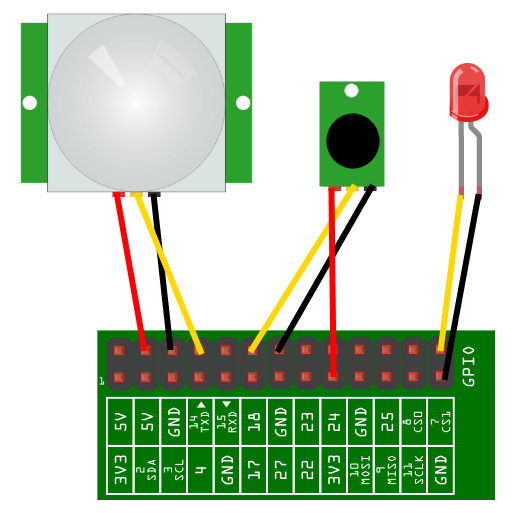 GPIO
1
5V
5V
GND
14 TXD
15 RXD
18
GND
23
24
GND
25
8 CS0
7 CS1
3V3
2 SDA
3 SCL
4
GND
17
27
22
3V3
10 MOSI
9 MISO
11 SCLK
GND